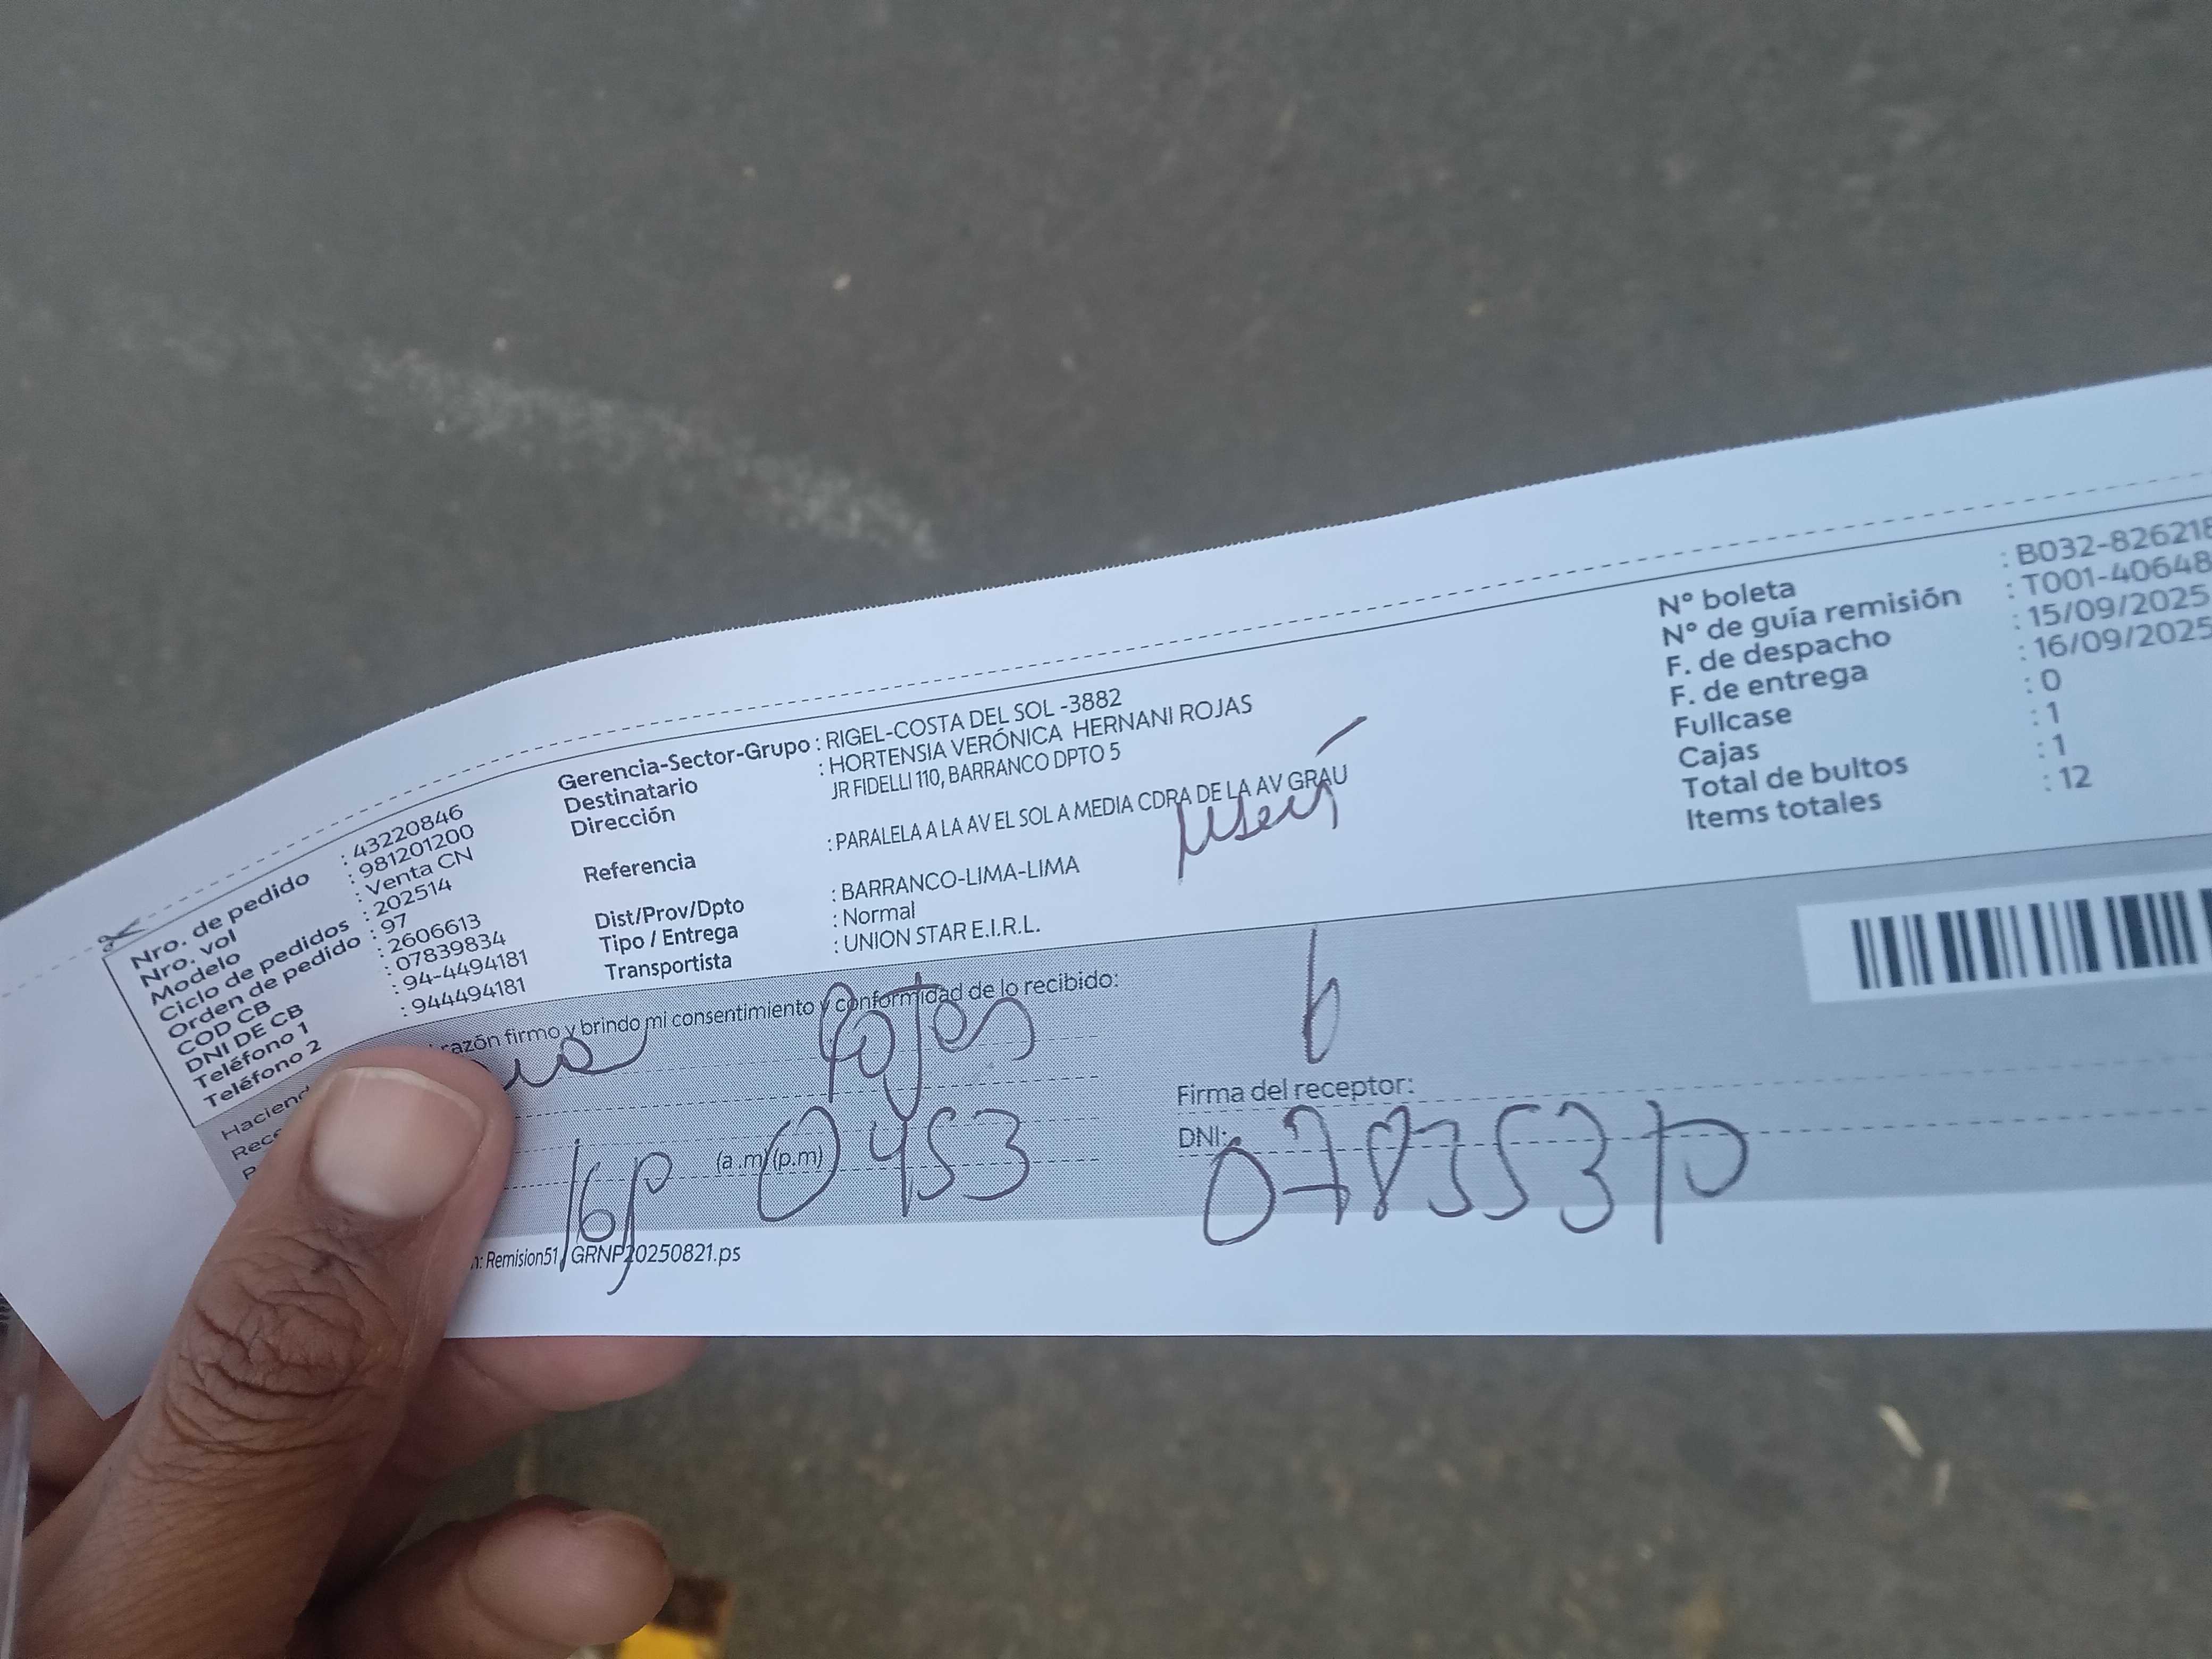 Nro. de pedido : 43220846
Nro. vol : 981201200
Modelo : Venta CN
Ciclo de pedidos : 202514
Orden de pedido : 97
COD CB : 2606613
DNI DE CB : 07839834
Teléfono 1 : 94-4494181
Teléfono 2 : 944494181
Gerencia-Sector-Grupo : RIGEL-COSTA DEL SOL -3882
Destinatario : HORTENSIA VERÓNICA HERNANI ROJAS
Dirección JR FIDELLI 110, BARRANCO DPTO 5
Referencia : PARALELA A LA AV EL SOL A MEDIA CDRA DE LA AV GRAU
Dist/Prov/Dpto : BARRANCO-LIMA-LIMA
Tipo / Entrega : Normal
Transportista : UNION STAR E.I.R.L.
N° boleta : B032-826218
N° de guía remisión : T001-40648
F. de despacho : 15/09/2025
F. de entrega : 16/09/2025
Fullcase : 0
Cajas : 1
Total de bultos : 1
Items totales : 12
razón firmo y brindo mi consentimiento y conformidad de lo recibido:
Rojas
(a.m)/(p.m) 0453
Firma del receptor:
DNI:
Remision51 GRNP20250821.ps